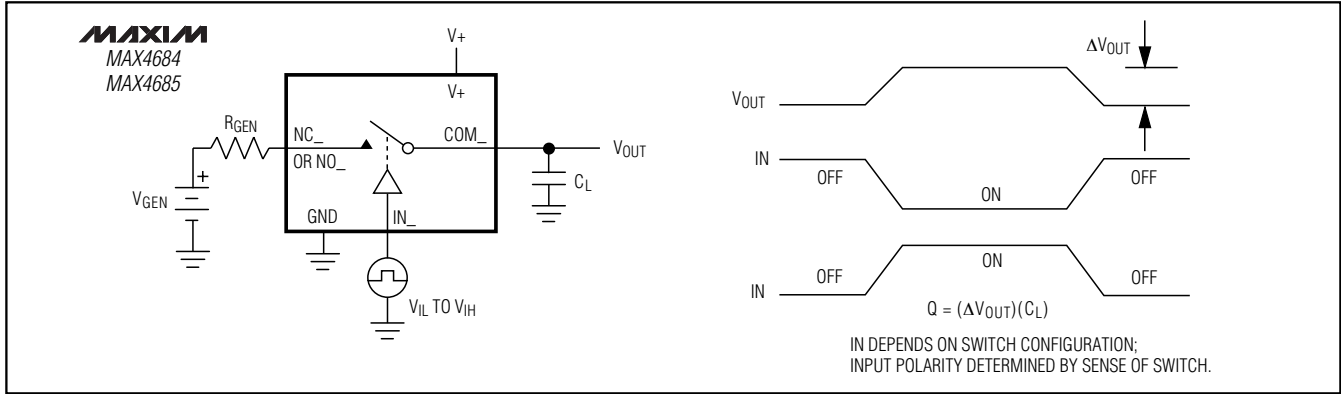 MAXIM
MAX4684
MAX4685
V+
V+
RGEN
NC_
OR NO_
COM_
VOUT
CL
+
VGEN
GND
IN_
VIL TO VIH
ΔVOUT
VOUT
IN
OFF
ON
OFF
IN
OFF
ON
OFF
Q = (ΔVOUT)(CL)
IN DEPENDS ON SWITCH CONFIGURATION;
INPUT POLARITY DETERMINED BY SENSE OF SWITCH.